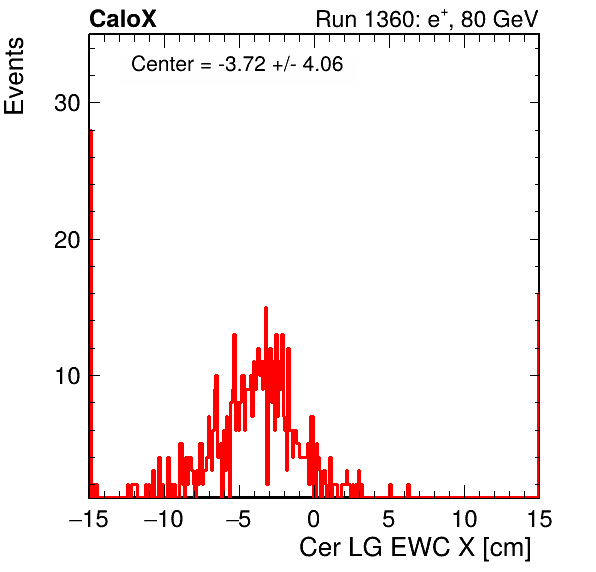 CaloX Run 1360: e⁺, 80 GeV
Center = -3.72 +/- 4.06
Events
30
20
10
−15 −10 −5 0 5 10 15
Cer LG EWC X [cm]